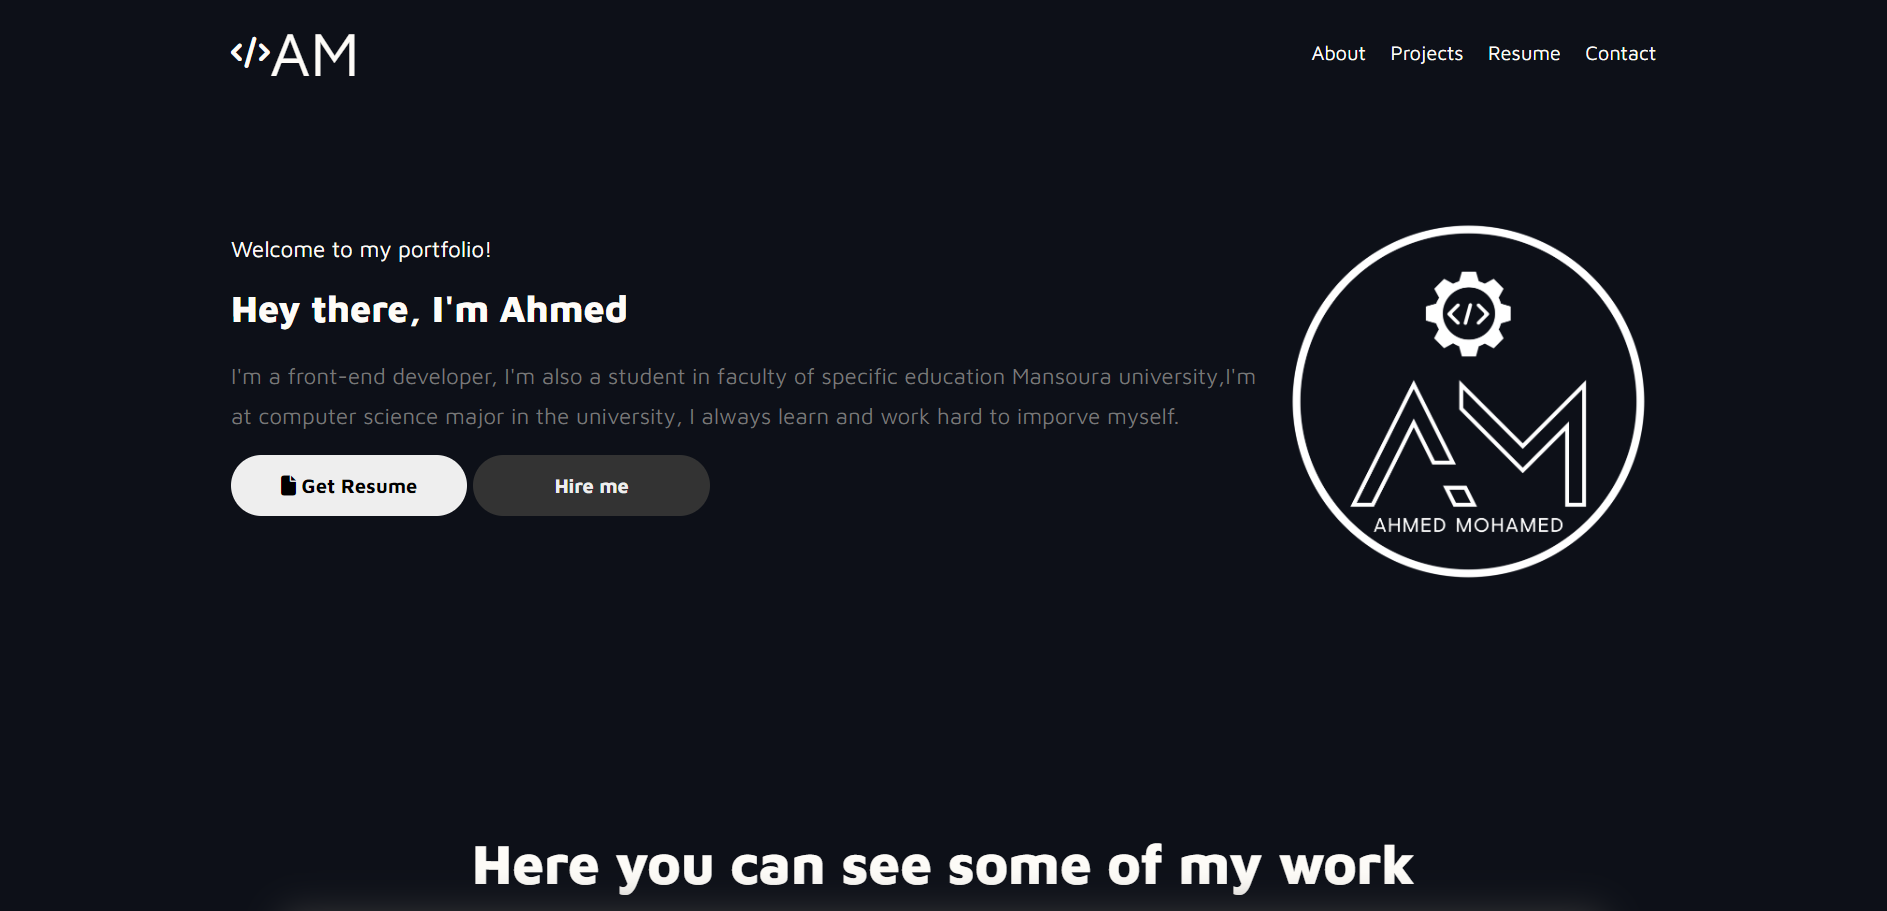 </>AM
About Projects Resume Contact
Welcome to my portfolio!
Hey there, I'm Ahmed
I'm a front-end developer, I'm also a student in faculty of specific education Mansoura university,I'm
at computer science major in the university, I always learn and work hard to imporve myself.
Get Resume
Hire me
</>
AM
AHMED MOHAMED
Here you can see some of my work